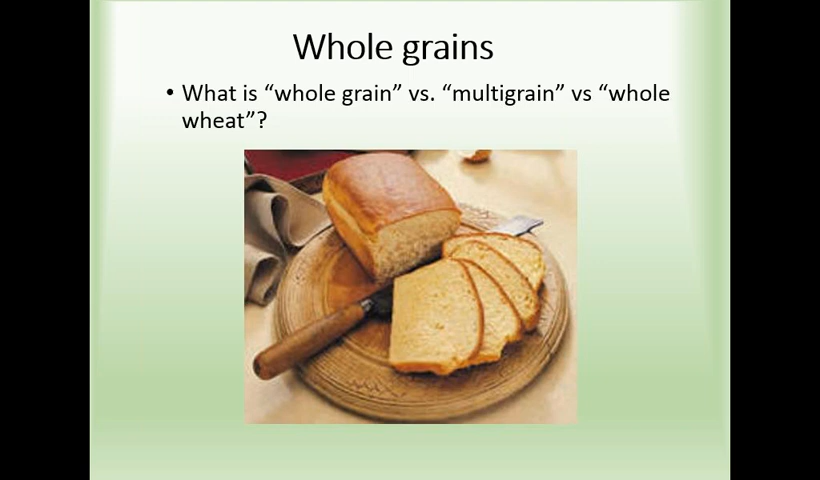 Whole grains
• What is “whole grain” vs. “multigrain” vs “whole
wheat”?